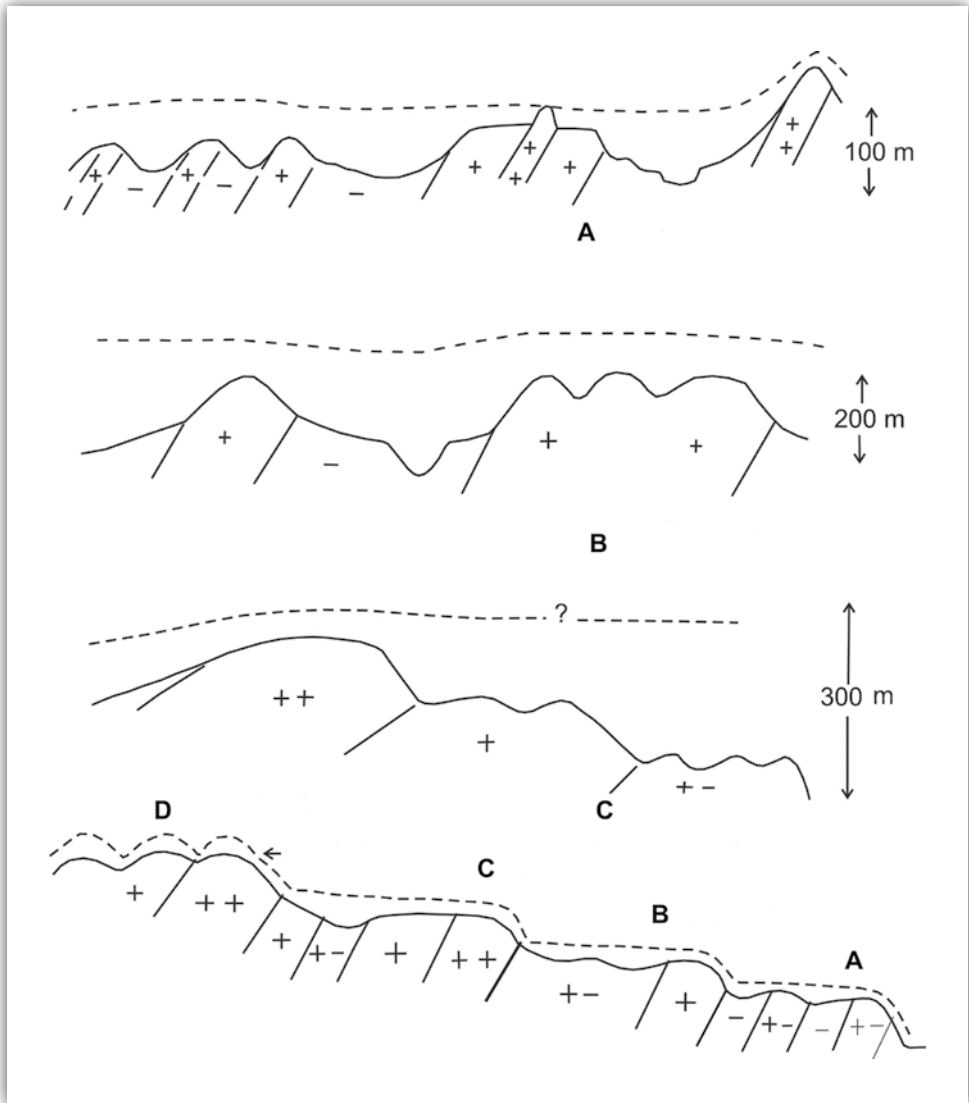 + +
100 m
+ - + - + - + + + +
A
200 m
+ - + +
B
?
+ +
300 m
+
+ -
C
D
C
B
A
+ + + + + - + + + + - + - + - - + -